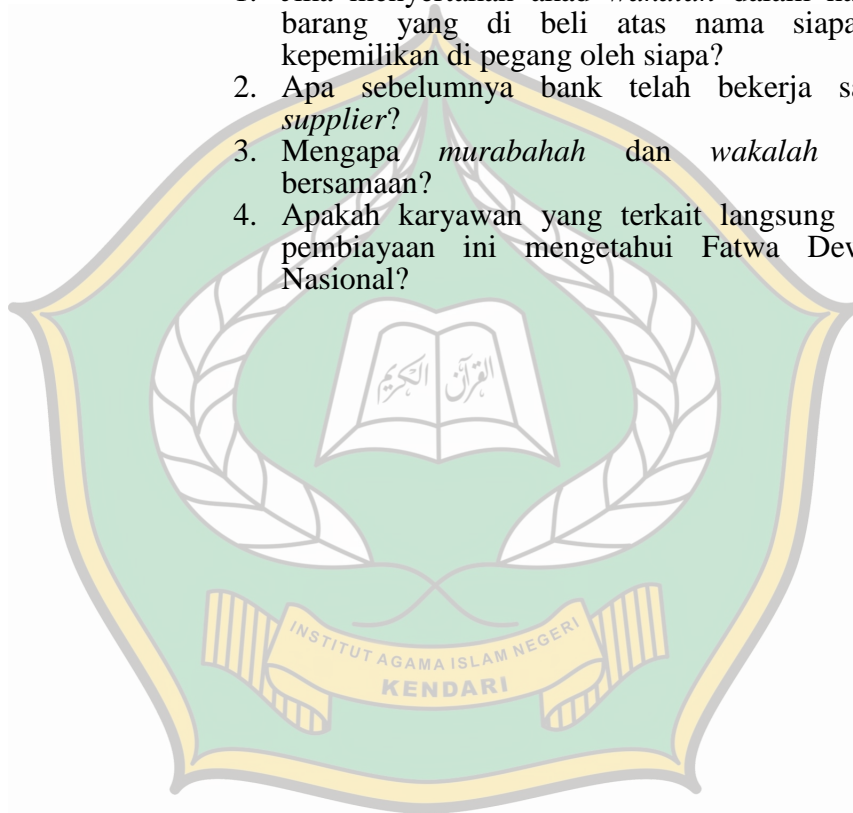 barang yang di beli atas nama siapa
kepemilikan di pegang oleh siapa?
2. Apa sebelumnya bank telah bekerja
supplier?
3. Mengapa murabahah dan wakalah
bersamaan?
4. Apakah karyawan yang terkait langsung
pembiayaan ini mengetahui Fatwa
Nasional?
القرآن الكريم
INSTITUT AGAMA ISLAM NEGERI
KENDARI